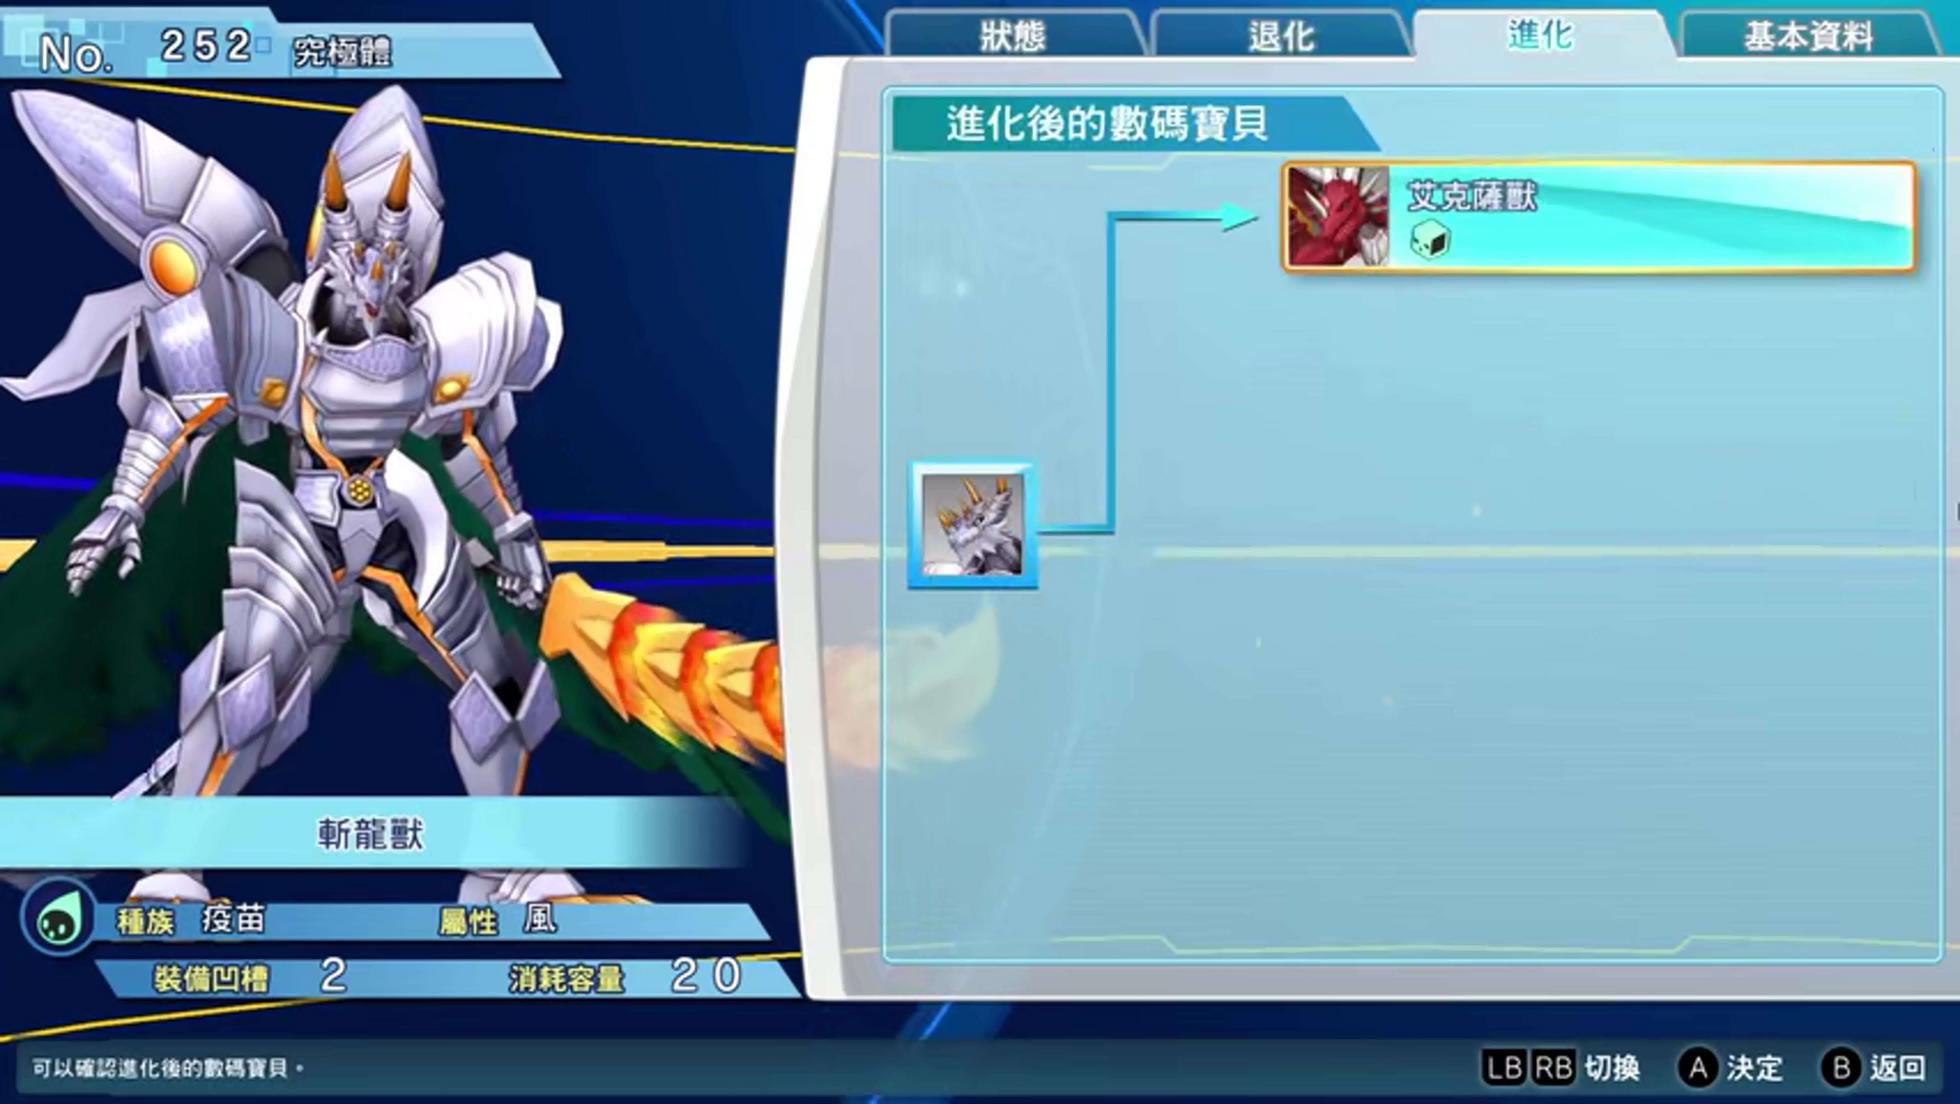 No. 252 究極體
狀態 退化 進化 基本資料
進化後的數碼寶貝
艾克薩獸
斬龍獸
種族 疫苗 屬性 風
裝備凹槽 2 消耗容量 20
可以確認進化後的數碼寶貝。
LB RB 切換 A 決定 B 返回